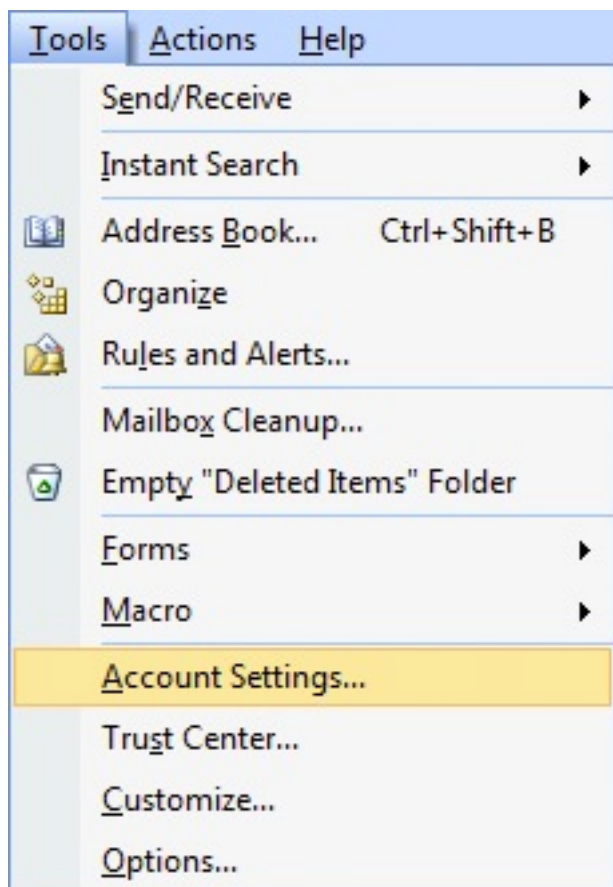 Tools Actions Help
Send/Receive
Instant Search
Address Book... Ctrl+Shift+B
Organize
Rules and Alerts...
Mailbox Cleanup...
Empty "Deleted Items" Folder
Forms
Macro
Account Settings...
Trust Center...
Customize...
Options...